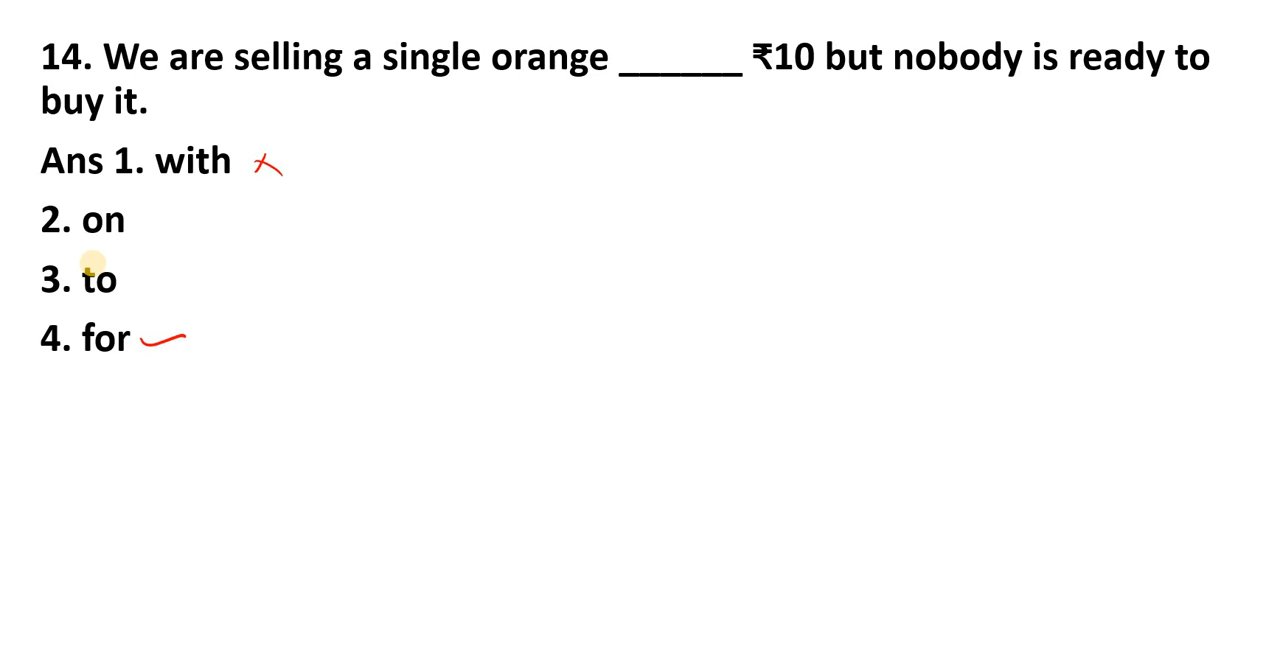 14. We are selling a single orange ______ ₹10 but nobody is ready to
buy it.
Ans 1. with
2. on
3. to
4. for